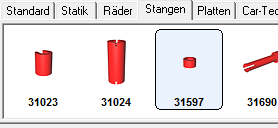 Standard Statik Räder Stangen Platten Car-Tec
31023 31024 31597 31690